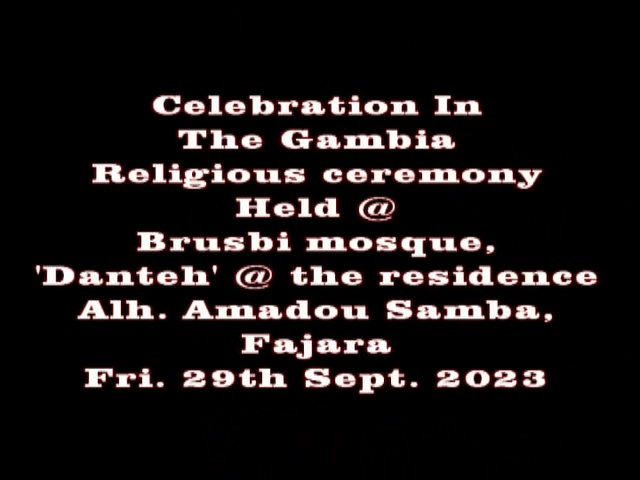 Celebration In
The Gambia
Religious ceremony
Held @
Brusbi mosque,
'Danteh' @ the residence
Alh. Amadou Samba,
Fajara
Fri. 29th Sept. 2023